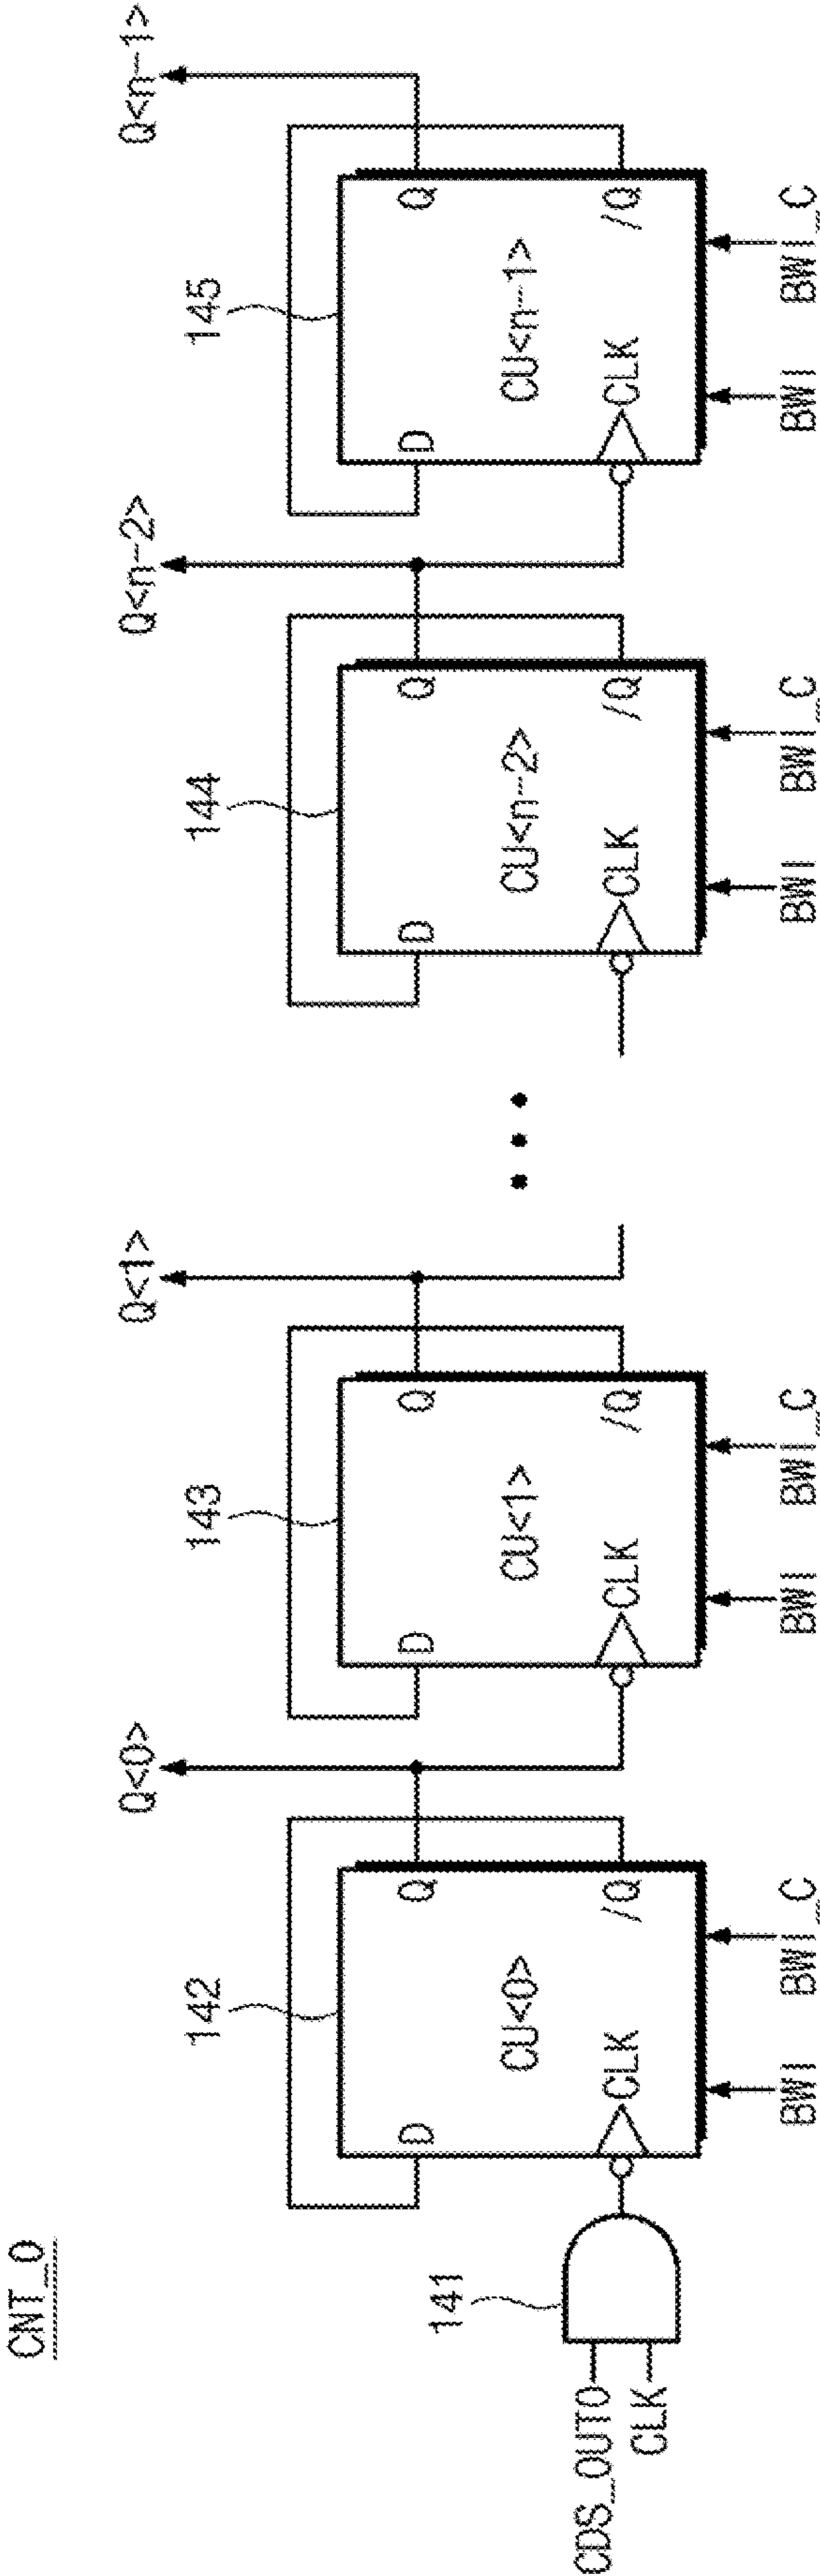 CNT_0
Q<0>
Q<1>
Q<n-2>
Q<n-1>
142
143
144
145
D
Q
D
Q
D
Q
D
Q
CU<0>
CU<1>
CU<n-2>
CU<n-1>
141
CDS_OUT0
CLK
CLK
/Q
CLK
/Q
CLK
/Q
CLK
/Q
BWI
BWI_C
BWI
BWI_C
BWI
BWI_C
BWI
BWI_C